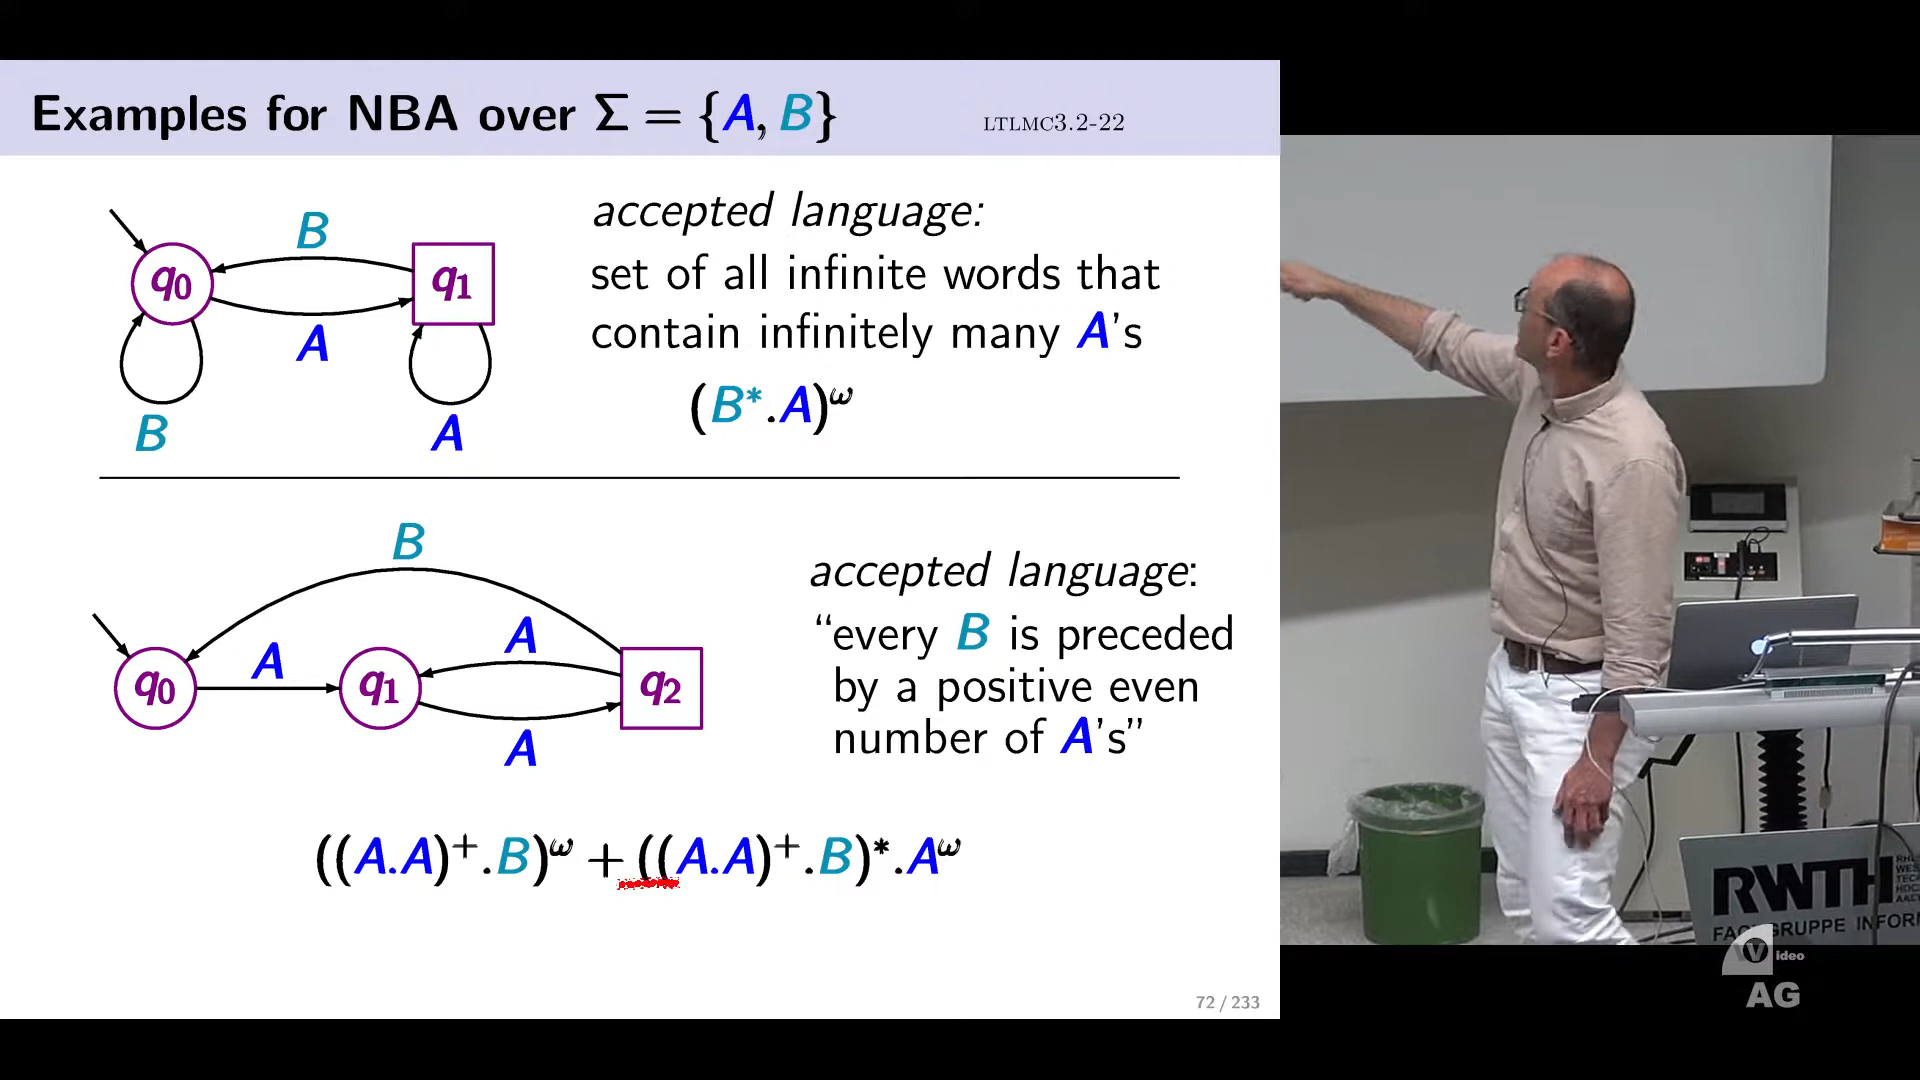 Examples for NBA over Σ = {A, B}
LTLMC3.2-22
accepted language:
set of all infinite words that
contain infinitely many A's
(B*.A)^ω
B
q0
q1
A
B
A
B
accepted language:
“every B is preceded
by a positive even
number of A's”
A
A
q0
q1
q2
A
((A.A)⁺.B)^ω + ((A.A)⁺.B)*.A^ω
72 / 233
RWTH
FACHGRUPPE INFOR
Video
AG